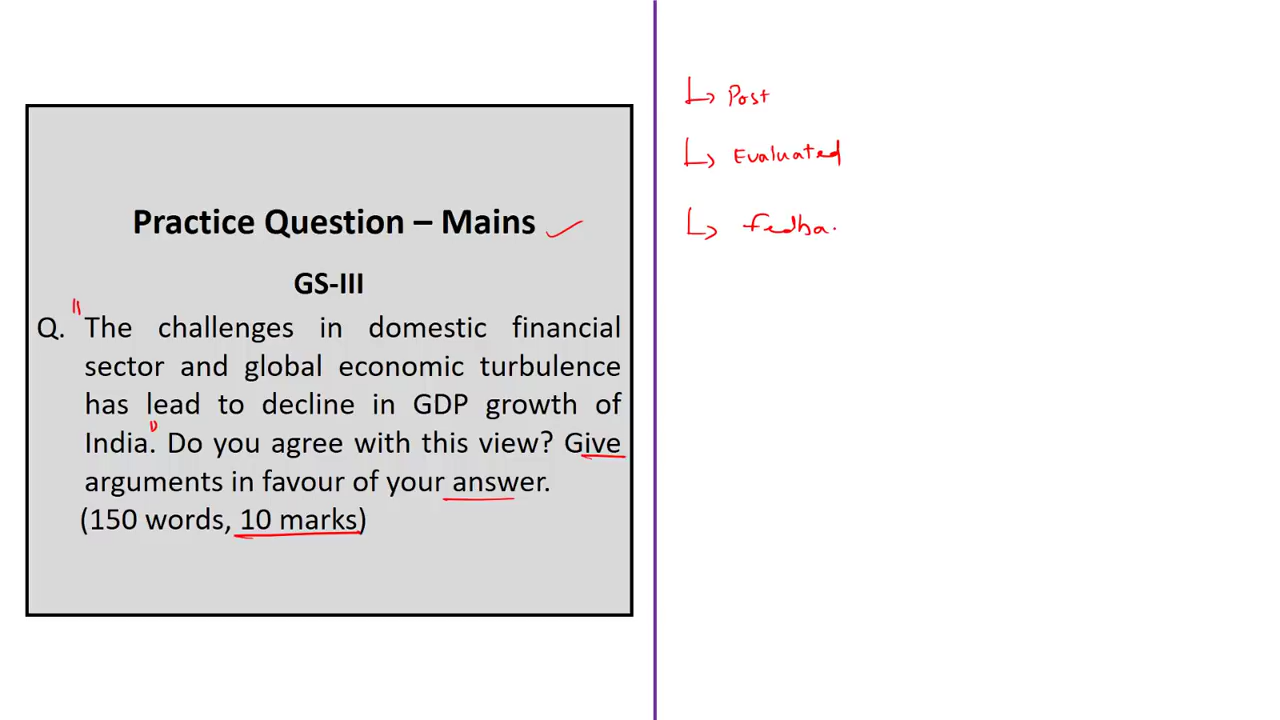 Practice Question – Mains
GS-III
Q. The challenges in domestic financial
sector and global economic turbulence
has lead to decline in GDP growth of
India. Do you agree with this view? Give
arguments in favour of your answer.
(150 words, 10 marks)
Post
Evaluated
fedba.